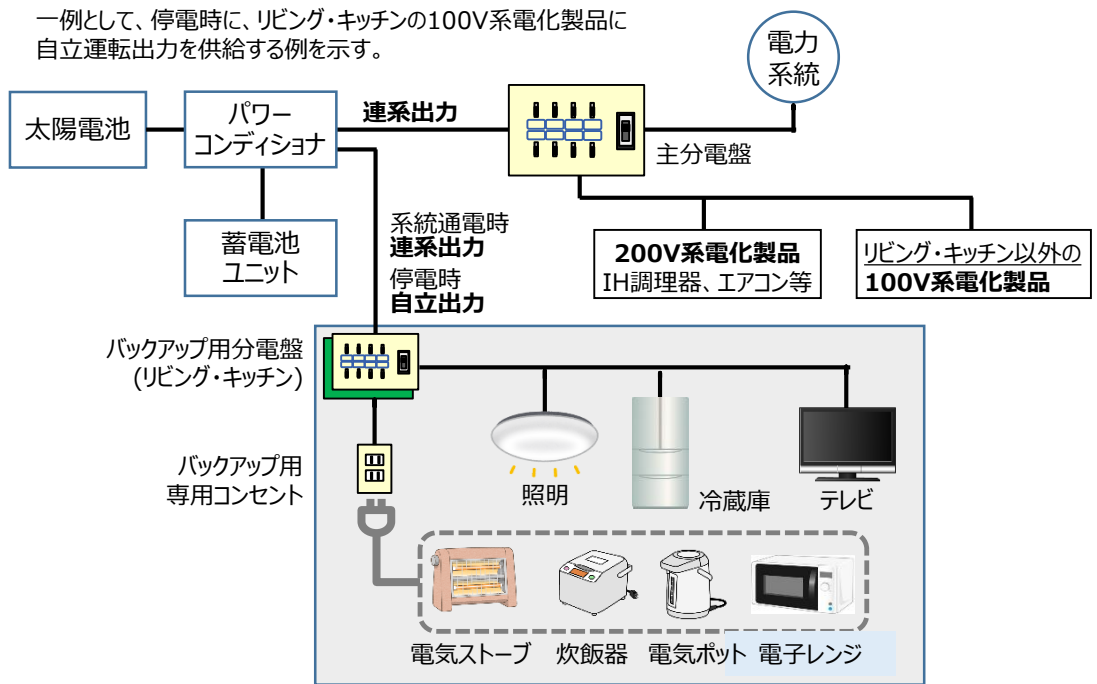 一例として、停電時に、リビング・キッチンの100V系電化製品に
自立運転出力を供給する例を示す。
電力
系統
太陽電池
パワー
コンディショナ
連系出力
主分電盤
蓄電池
ユニット
系統通電時
連系出力
停電時
自立出力
200V系電化製品
IH調理器、エアコン等
リビング・キッチン以外の
100V系電化製品
バックアップ用分電盤
(リビング・キッチン)
バックアップ用
専用コンセント
照明
冷蔵庫
テレビ
電気ストーブ
炊飯器
電気ポット
電子レンジ